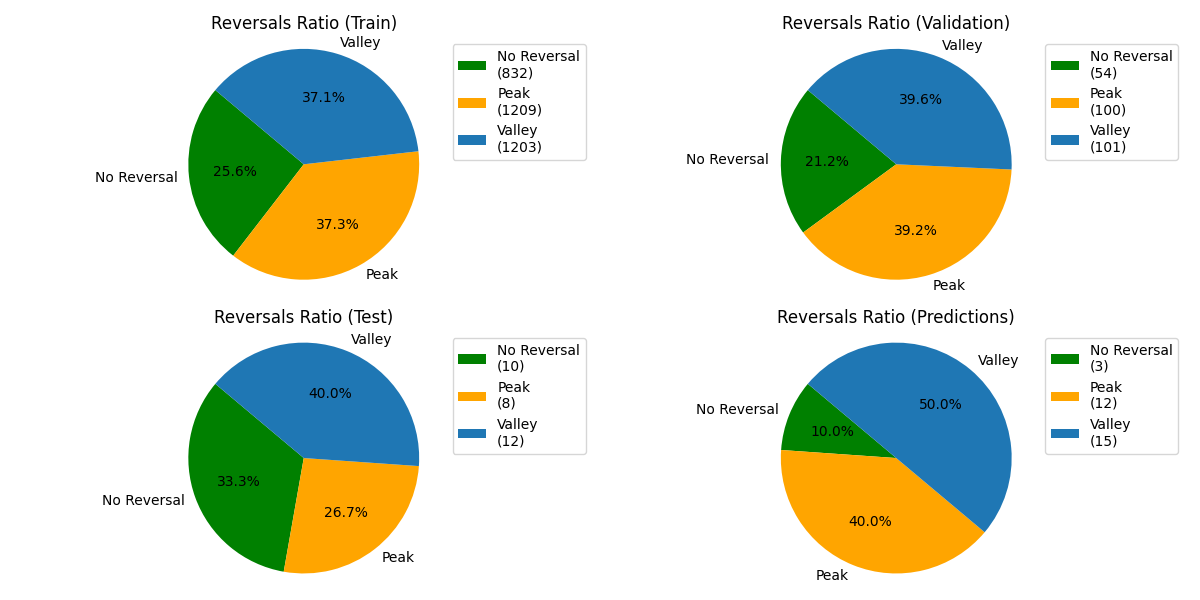 Reversals Ratio (Train)
Valley
37.1%
No Reversal
25.6%
37.3%
Peak
No Reversal
(832)
Peak
(1209)
Valley
(1203)
Reversals Ratio (Validation)
Valley
39.6%
No Reversal
21.2%
39.2%
Peak
No Reversal
(54)
Peak
(100)
Valley
(101)
Reversals Ratio (Test)
Valley
40.0%
33.3%
No Reversal
26.7%
Peak
No Reversal
(10)
Peak
(8)
Valley
(12)
Reversals Ratio (Predictions)
Valley
50.0%
No Reversal
10.0%
40.0%
Peak
No Reversal
(3)
Peak
(12)
Valley
(15)